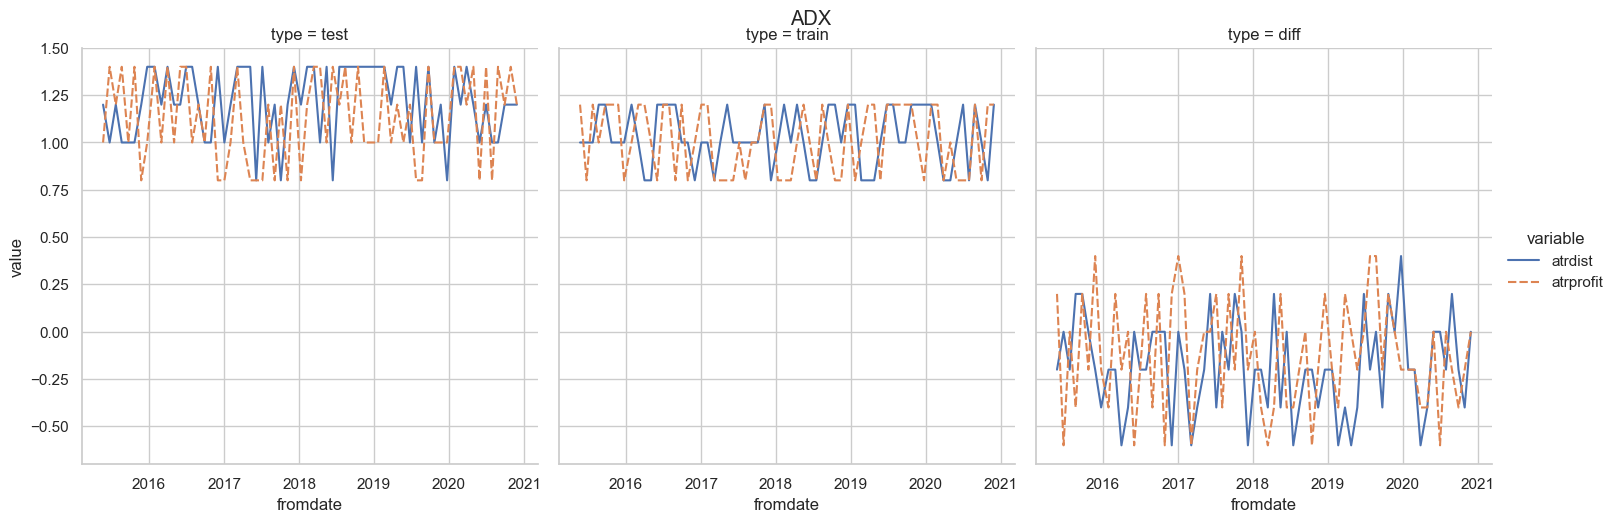 ADX
type = test
type = train
type = diff
1.50
1.25
1.00
0.75
0.50
0.25
0.00
−0.25
−0.50
value
2016 2017 2018 2019 2020 2021
fromdate
2016 2017 2018 2019 2020 2021
fromdate
2016 2017 2018 2019 2020 2021
fromdate
variable
atrdist
atrprofit